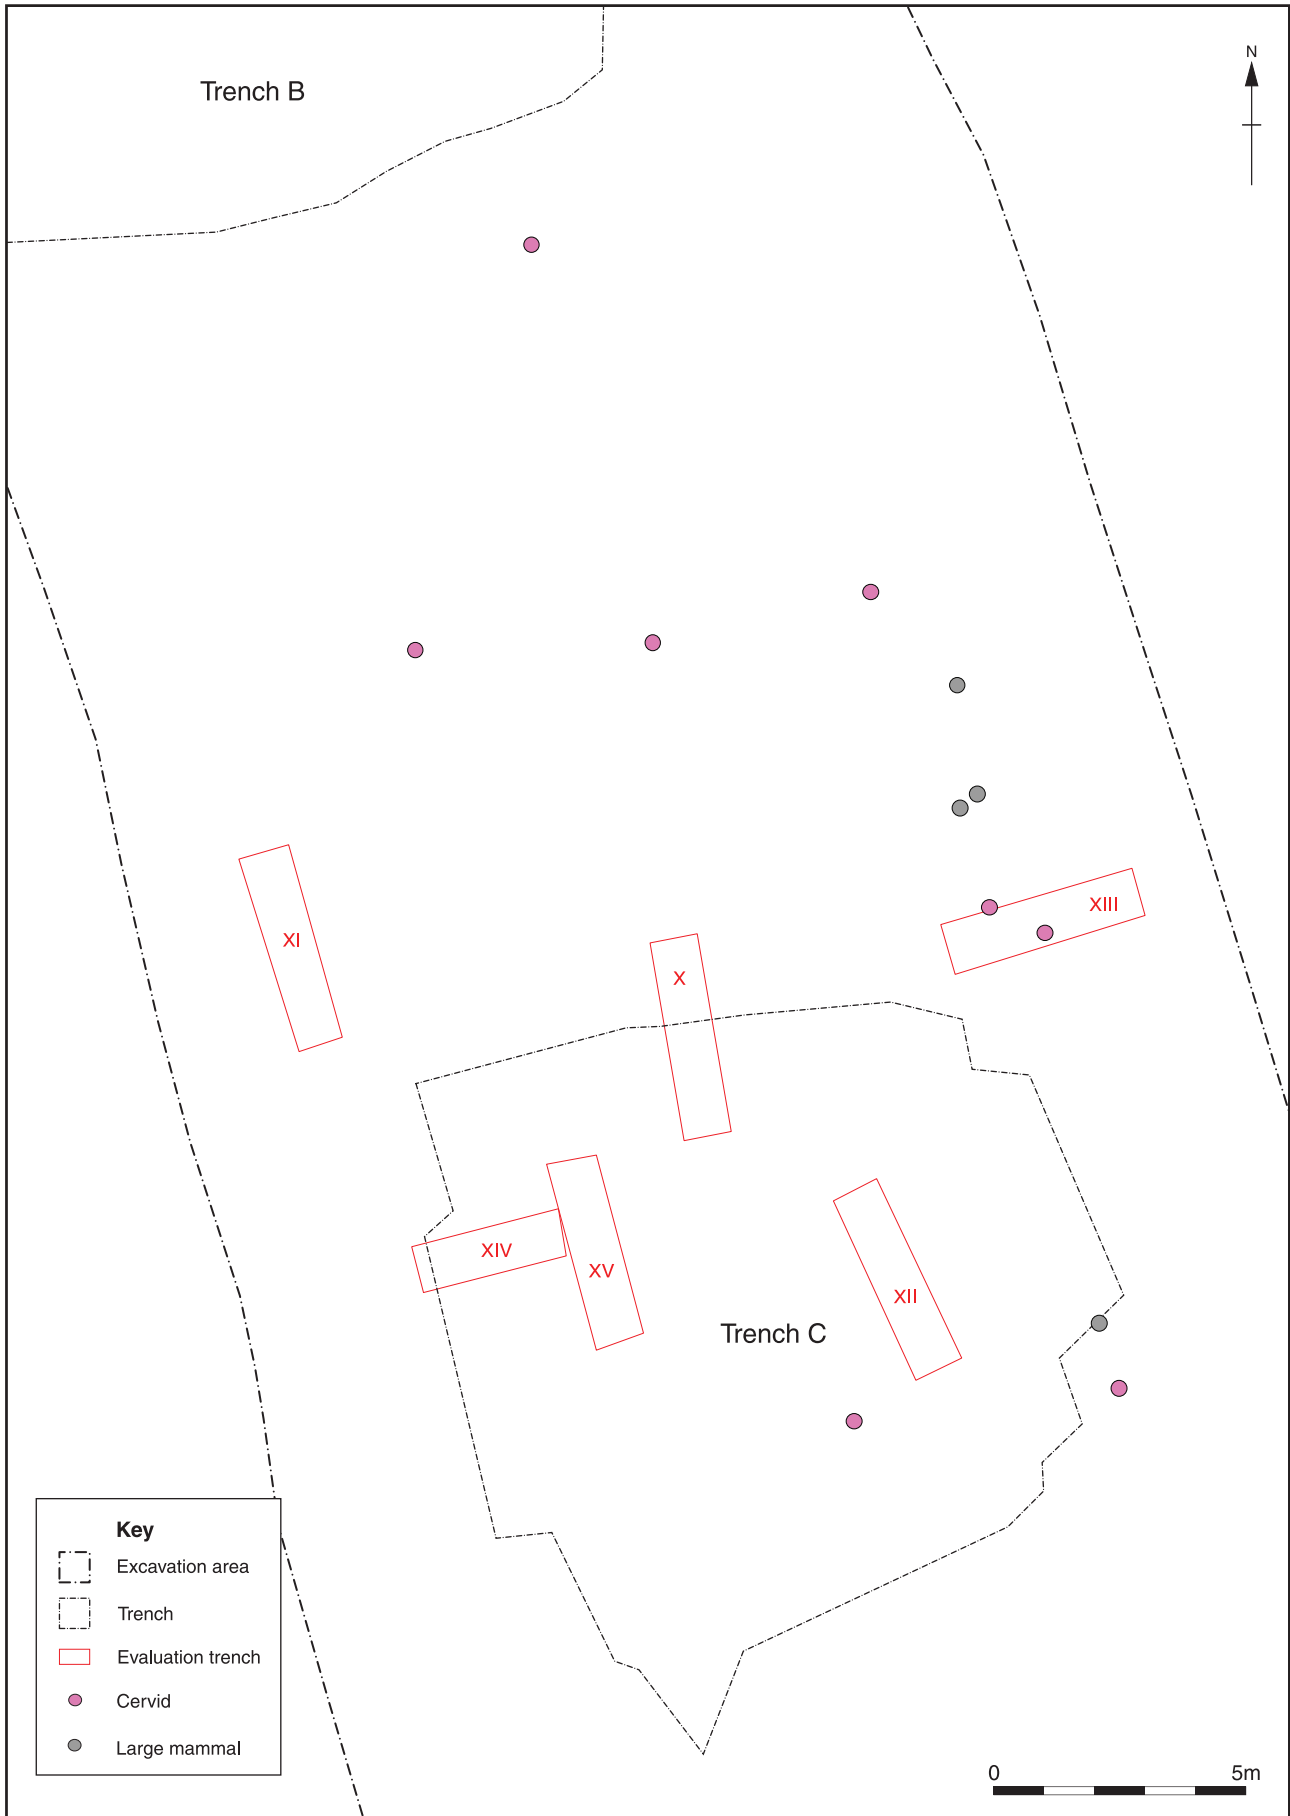 N
Trench B
XIII
XI
X
XIV
XV
XII
Trench C
Key
Excavation area
Trench
Evaluation trench
Cervid
Large mammal
0 5m